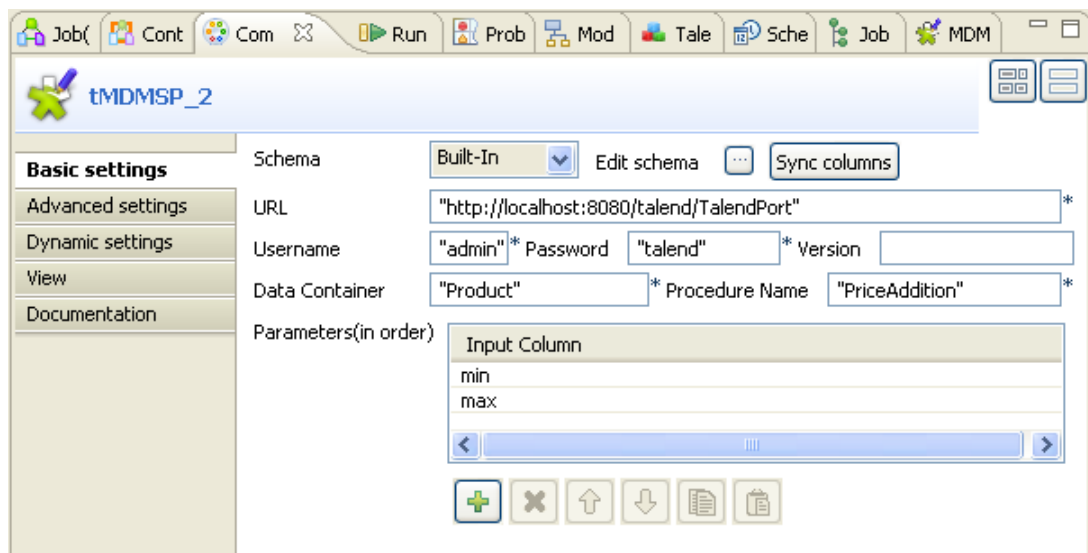 Job( Cont Com Run Prob Mod Tale Sche Job MDM
tMDMSP_2
Basic settings
Advanced settings
Dynamic settings
View
Documentation
Schema Built-In Edit schema ... Sync columns
URL "http://localhost:8080/talend/TalendPort" *
Username "admin" * Password "talend" * Version
Data Container "Product" * Procedure Name "PriceAddition" *
Parameters(in order)
Input Column
min
max